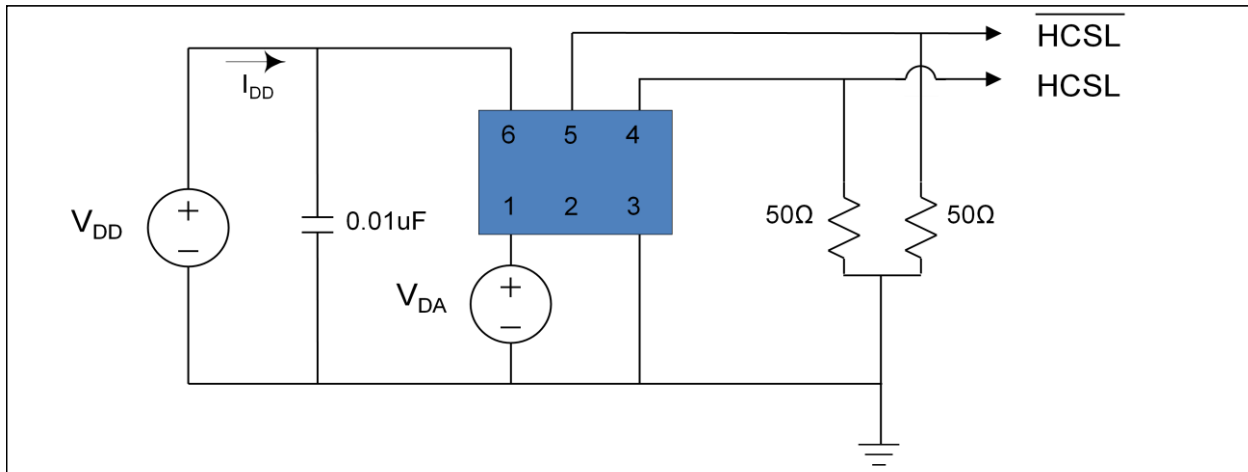 HCSL
I_DD
HCSL
6 5 4
V_DD
+
−
0.01uF
1 2 3
50Ω
50Ω
V_DA
+
−